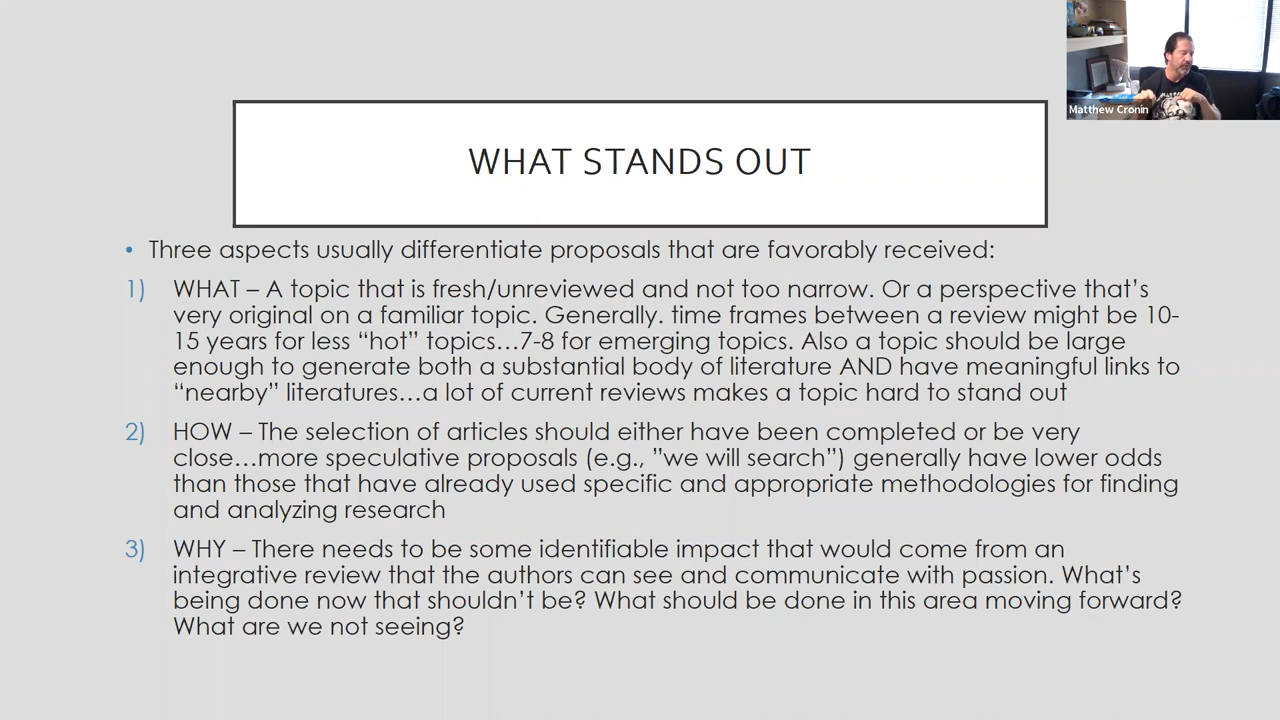 Matthew Cronin
WHAT STANDS OUT
• Three aspects usually differentiate proposals that are favorably received:
1) WHAT – A topic that is fresh/unreviewed and not too narrow. Or a perspective that's
very original on a familiar topic. Generally. time frames between a review might be 10-
15 years for less “hot” topics…7-8 for emerging topics. Also a topic should be large
enough to generate both a substantial body of literature AND have meaningful links to
“nearby” literatures…a lot of current reviews makes a topic hard to stand out
2) HOW – The selection of articles should either have been completed or be very
close…more speculative proposals (e.g., ”we will search”) generally have lower odds
than those that have already used specific and appropriate methodologies for finding
and analyzing research
3) WHY – There needs to be some identifiable impact that would come from an
integrative review that the authors can see and communicate with passion. What’s
being done now that shouldn’t be? What should be done in this area moving forward?
What are we not seeing?